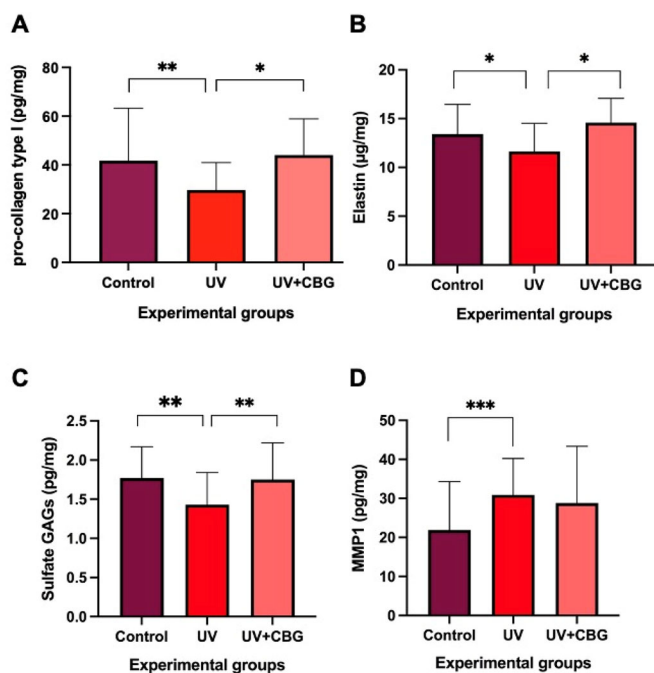 A
pro-collagen type I (pg/mg)
80
60
40
20
0
**
*
Control
UV
UV+CBG
Experimental groups
B
Elastin (µg/mg)
20
15
10
5
0
*
*
Control
UV
UV+CBG
Experimental groups
C
Sulfate GAGs (pg/mg)
2.5
2.0
1.5
1.0
0.5
0.0
**
**
Control
UV
UV+CBG
Experimental groups
D
MMP1 (pg/mg)
50
40
30
20
10
0
***
Control
UV
UV+CBG
Experimental groups